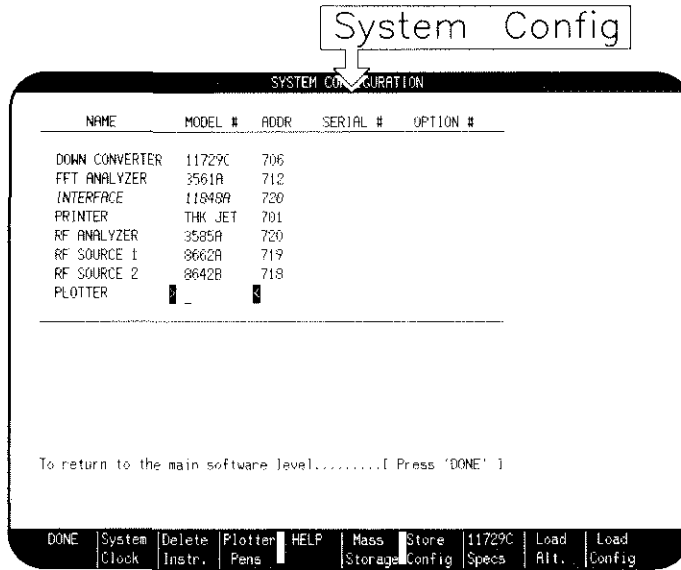 System Config
SYSTEM CONFIGURATION
NAME MODEL # ADDR SERIAL # OPTION #
DOWN CONVERTER 11729C 706
FFT ANALYZER 3561A 712
INTERFACE 11848A 720
PRINTER THK JET 701
RF ANALYZER 3585A 720
RF SOURCE 1 8662A 719
RF SOURCE 2 8642B 718
PLOTTER > _ <
To return to the main software level.........[ Press 'DONE' ]
DONE System Delete Plotter HELP Mass Store 11729C Load Load
Clock Instr. Pens Storage Config Specs Alt. Config